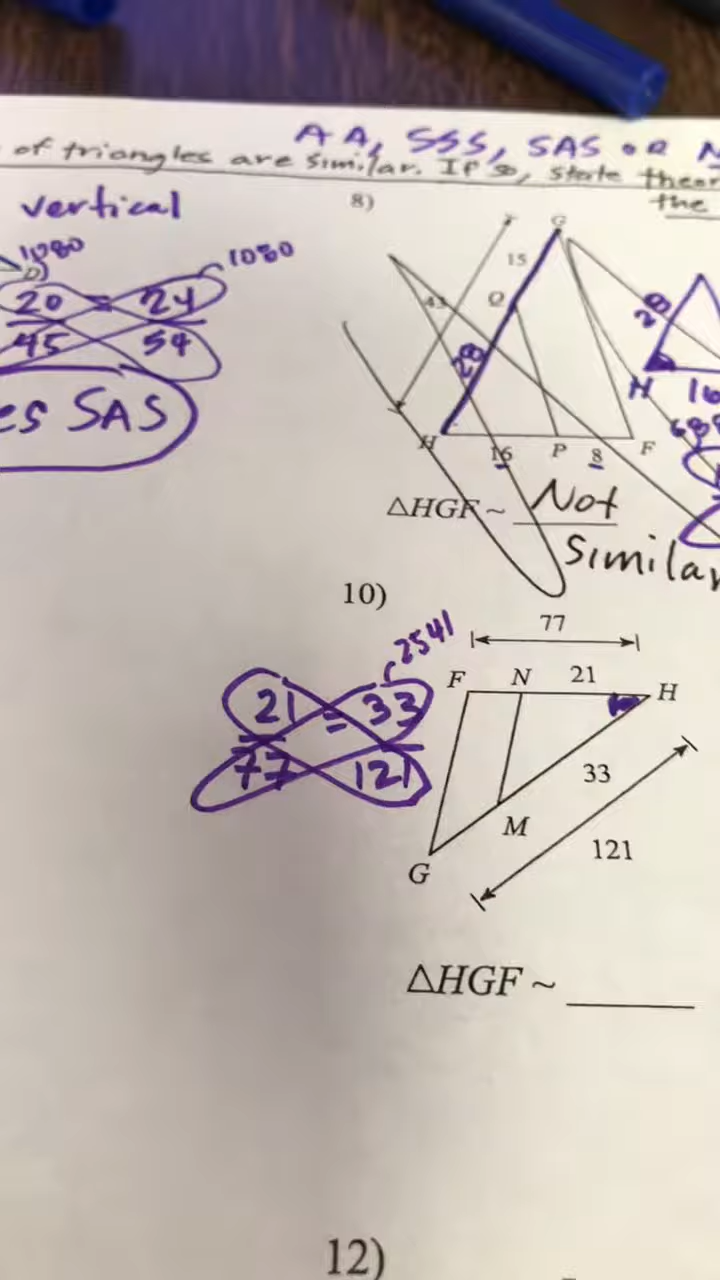 AA, SSS, SAS or
of triangles are similar. If so, state
the
vertical
1080
1080
20 = 24
45 54
es SAS
8)
G
15
Q
43
28
H
16
P
8
F
28
H 16
△HGF ~ Not
Similar
10)
77
2541
F N 21 H
21 = 33
77 121
33
M
121
G
△HGF ~
12)